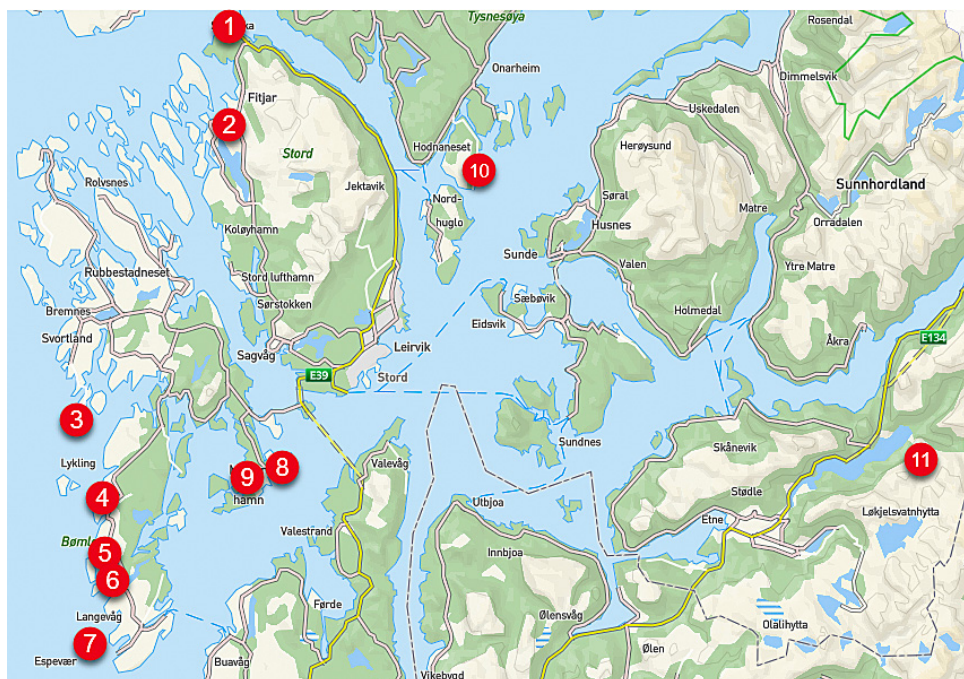 Tysnesøya
Rosendal
1
ka
Onarheim
Dimmelsvik
Fitjar
Uskedalen
2
Hodnaneset
Herøysund
Stord
10
Rolvsnes
Jektavik
Sunnhordland
Nord-
huglo
Søral
Matre
Husnes
Orradalen
Koløyhamn
Sunde
Valen
Ytre Matre
Rubbestadneset
Stord lufthamn
Sæbøvik
Bremnes
Sørstokken
Eidsvik
Holmedal
Svortland
Leirvik
Åkra
E134
Sagvåg
E39
Stord
3
Sundnes
Skånevik
Lykling
Valevåg
8
11
9
hamn
4
Utbjoa
Stødle
Løkjelsvatnhytta
Etne
Valestrand
Bøml
5
Innbjoa
6
Langevåg
Førde
Ølensvåg
Olalihytta
7
Espevær
Buavåg
Ølen
Vikebygd